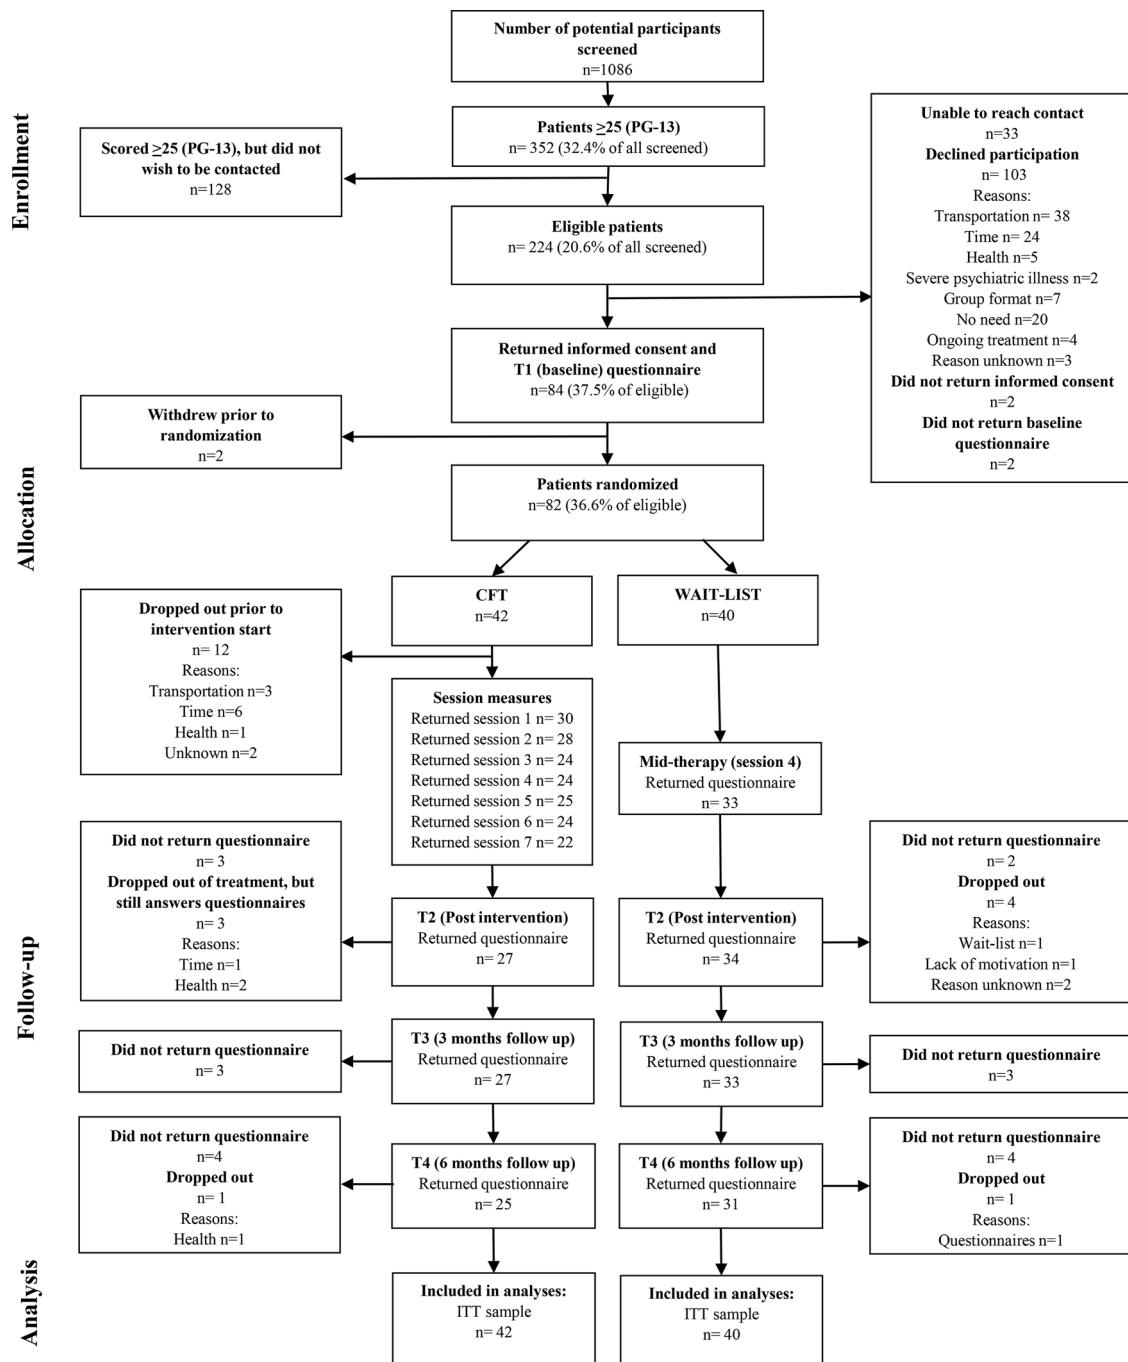 Number of potential participants
screened
n=1086
Enrollment
Patients ≥25 (PG-13)
n= 352 (32.4% of all screened)
Scored ≥25 (PG-13), but did not
wish to be contacted
n=128
Eligible patients
n= 224 (20.6% of all screened)
Unable to reach contact
n=33
Declined participation
n= 103
Reasons:
Transportation n= 38
Time n= 24
Health n=5
Severe psychiatric illness n=2
Group format n=7
No need n=20
Ongoing treatment n=4
Reason unknown n=3
Did not return informed consent
n=2
Did not return baseline
questionnaire
n=2
Returned informed consent and
T1 (baseline) questionnaire
n=84 (37.5% of eligible)
Withdrew prior to
randomization
n=2
Allocation
Patients randomized
n=82 (36.6% of eligible)
CFT
n=42
WAIT-LIST
n=40
Dropped out prior to
intervention start
n= 12
Reasons:
Transportation n=3
Time n=6
Health n=1
Unknown n=2
Session measures
Returned session 1 n= 30
Returned session 2 n= 28
Returned session 3 n= 24
Returned session 4 n= 24
Returned session 5 n= 25
Returned session 6 n= 24
Returned session 7 n= 22
Mid-therapy (session 4)
Returned questionnaire
n= 33
Follow-up
Did not return questionnaire
n= 3
Dropped out of treatment, but
still answers questionnaires
n= 3
Reasons:
Time n=1
Health n=2
T2 (Post intervention)
Returned questionnaire
n= 27
T2 (Post intervention)
Returned questionnaire
n= 34
Did not return questionnaire
n= 2
Dropped out
n= 4
Reasons:
Wait-list n=1
Lack of motivation n=1
Reason unknown n=2
Did not return questionnaire
n= 3
T3 (3 months follow up)
Returned questionnaire
n= 27
T3 (3 months follow up)
Returned questionnaire
n= 33
Did not return questionnaire
n=3
Did not return questionnaire
n=4
Dropped out
n= 1
Reasons:
Health n=1
T4 (6 months follow up)
Returned questionnaire
n= 25
T4 (6 months follow up)
Returned questionnaire
n= 31
Did not return questionnaire
n= 4
Dropped out
n= 1
Reasons:
Questionnaires n=1
Analysis
Included in analyses:
ITT sample
n= 42
Included in analyses:
ITT sample
n= 40